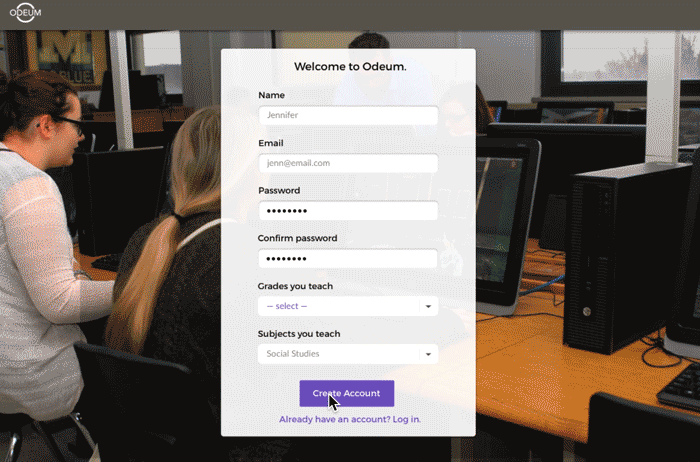 ODEUM
M
BLUE
Welcome to Odeum.
Name
Jennifer
Email
jenn@email.com
Password
••••••••
Confirm password
••••••••
Grades you teach
-- select --
Subjects you teach
Social Studies
Create Account
Already have an account? Log in.